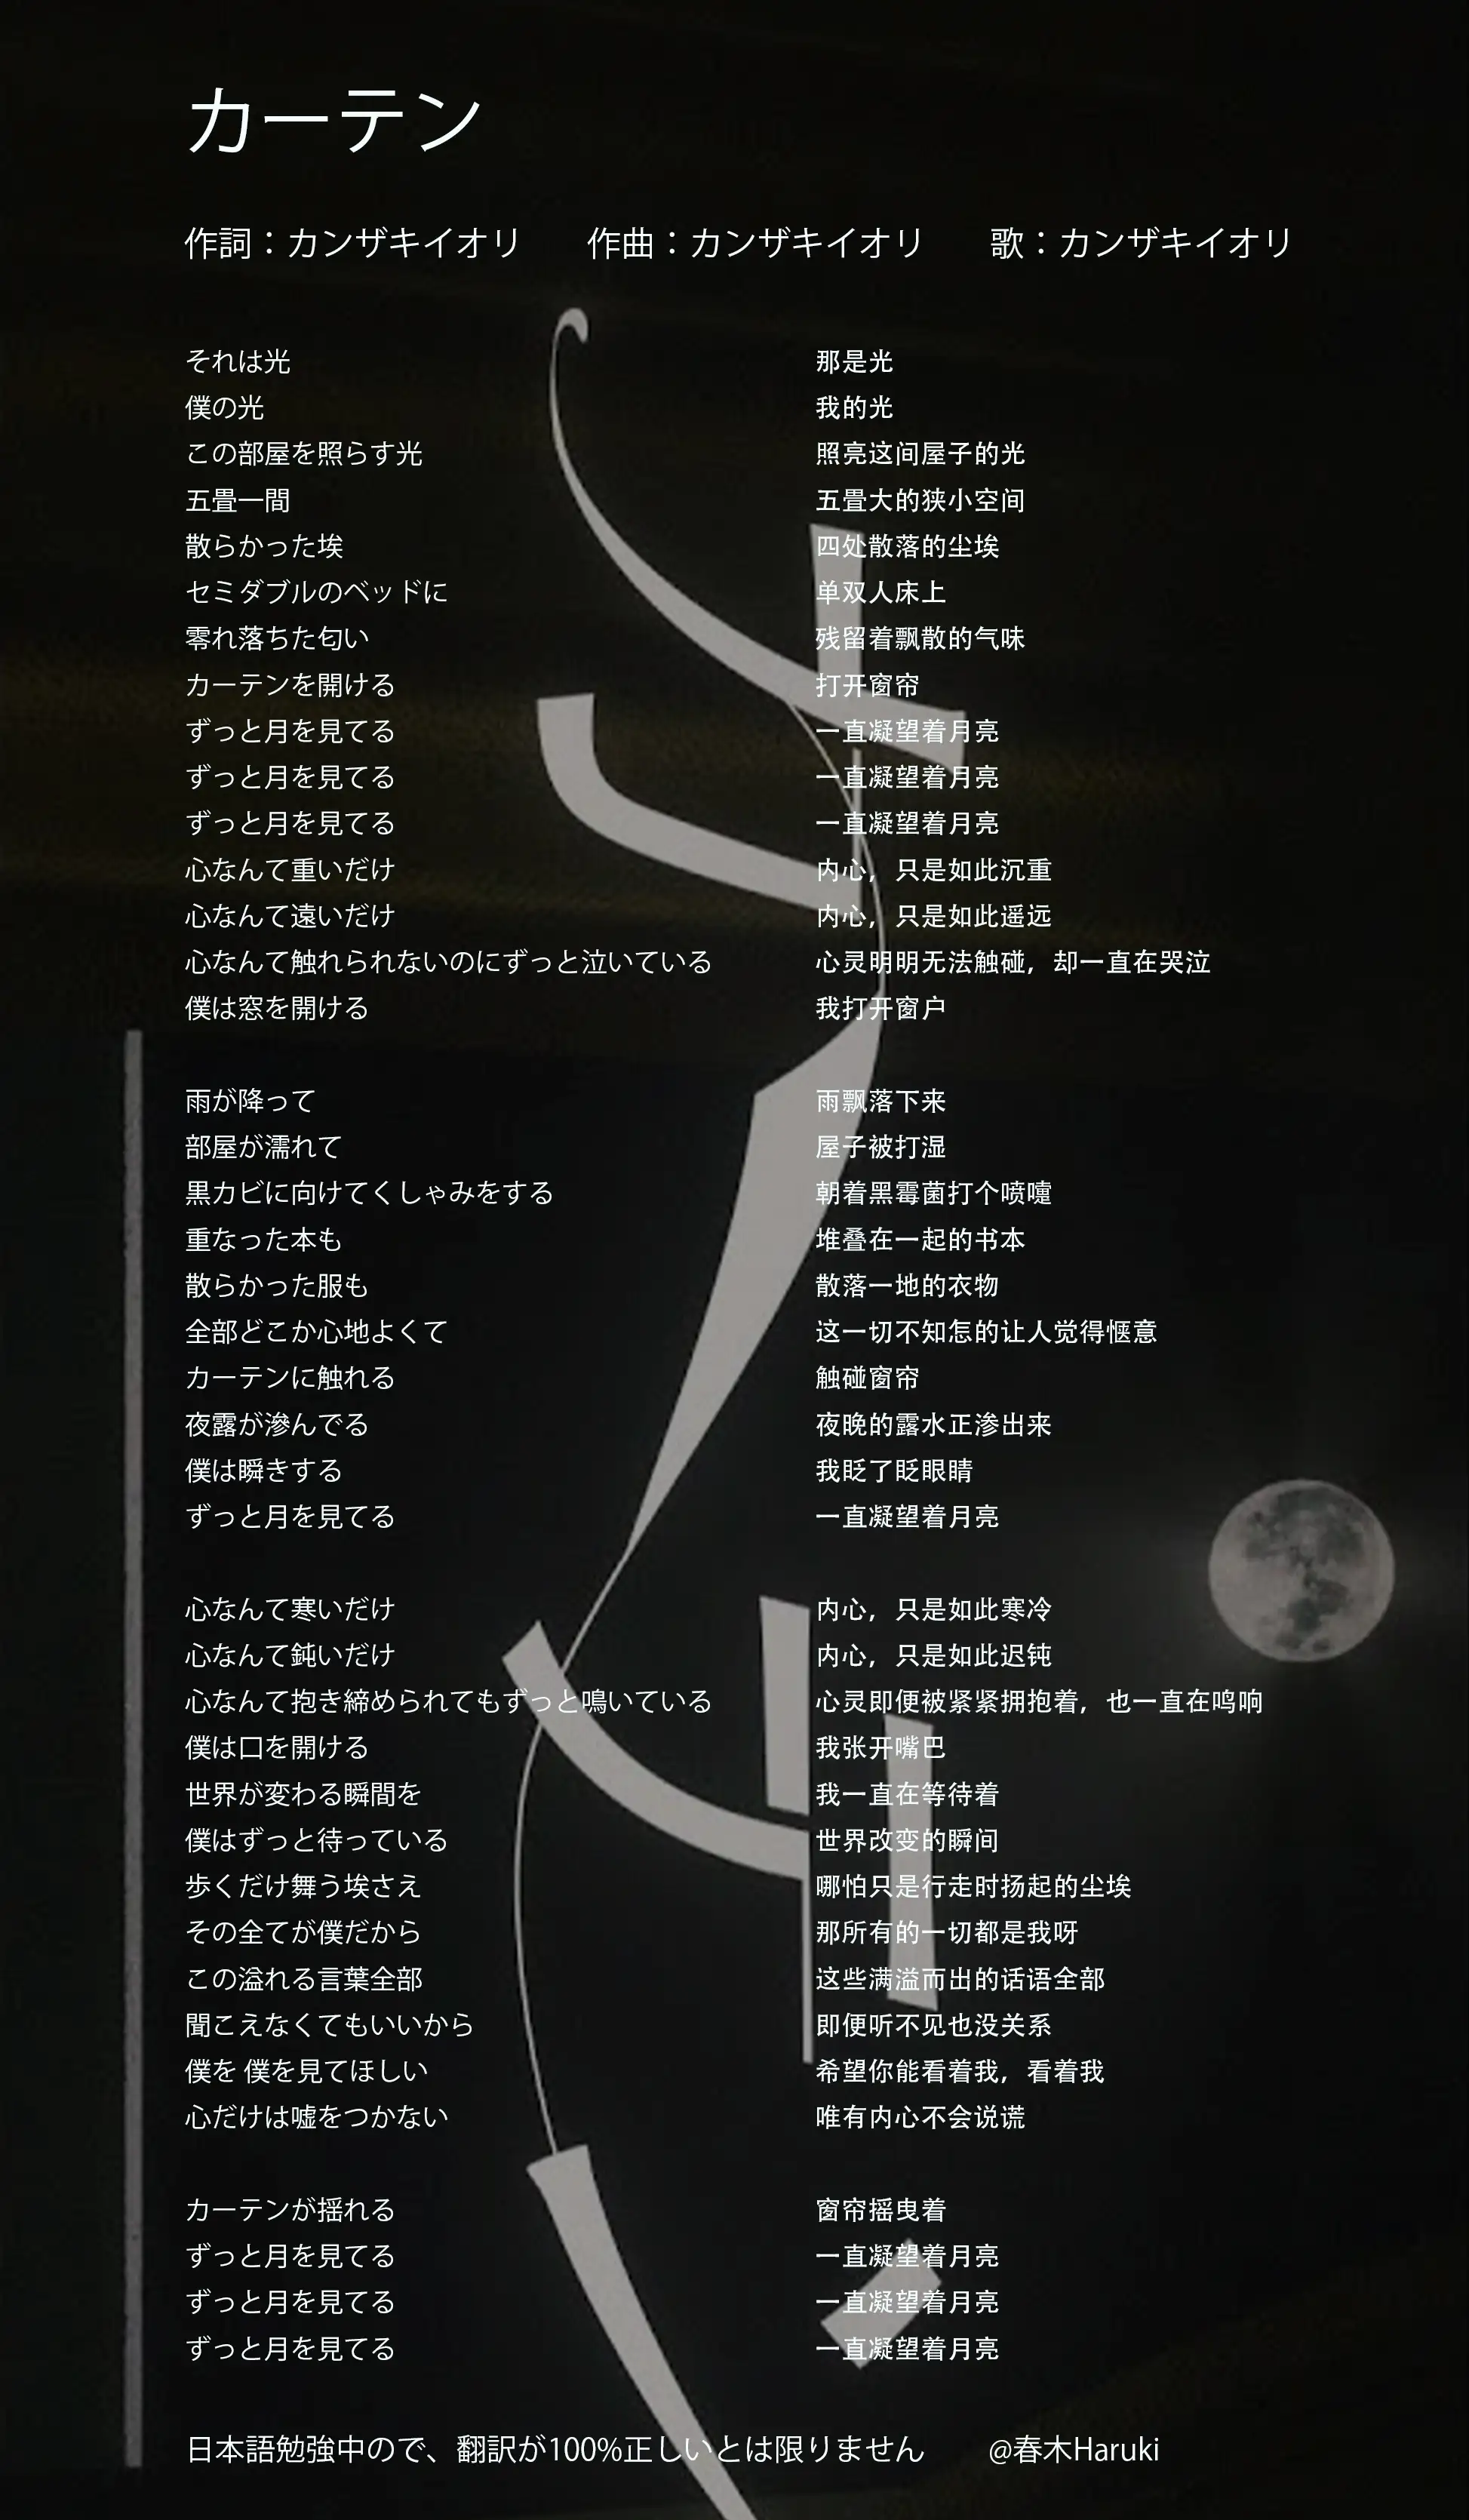 カーテン
作詞：カンザキイオリ　　作曲：カンザキイオリ　　歌：カンザキイオリ
それは光　　那是光
僕の光　　我的光
この部屋を照らす光　　照亮这间屋子的光
五畳一間　　五畳大的狭小空间
散らかった埃　　四处散落的尘埃
セミダブルのベッドに　　单双人床上
零れ落ちた匂い　　残留着飘散的气味
カーテンを開ける　　打开窗帘
ずっと月を見てる　　一直凝望着月亮
ずっと月を見てる　　一直凝望着月亮
ずっと月を見てる　　一直凝望着月亮
心なんて重いだけ　　内心，只是如此沉重
心なんて遠いだけ　　内心，只是如此遥远
心なんて触れられないのにずっと泣いている　　心灵明明无法触碰，却一直在哭泣
僕は窓を開ける　　我打开窗户
雨が降って　　雨飘落下来
部屋が濡れて　　屋子被打湿
黒カビに向けてくしゃみをする　　朝着黑霉菌打个喷嚏
重なった本も　　堆叠在一起的书本
散らかった服も　　散落一地的衣物
全部どこか心地よくて　　这一切不知怎的让人觉得惬意
カーテンに触れる　　触碰窗帘
夜露が滲んでる　　夜晚的露水正渗出来
僕は瞬きする　　我眨了眨眼睛
ずっと月を見てる　　一直凝望着月亮
心なんて寒いだけ　　内心，只是如此寒冷
心なんて鈍いだけ　　内心，只是如此迟钝
心なんて抱き締められてもずっと鳴いている　　心灵即便被紧紧拥抱着，也一直在鸣响
僕は口を開ける　　我张开嘴巴
世界が変わる瞬間を　　我一直在等待着
僕はずっと待っている　　世界改变的瞬间
歩くだけ舞う埃さえ　　哪怕只是行走时扬起的尘埃
その全てが僕だから　　那所有的一切都是我呀
この溢れる言葉全部　　这些满溢而出的话语全部
聞こえなくてもいいから　　即便听不见也没关系
僕を 僕を見てほしい　　希望你能看着我，看着我
心だけは嘘をつかない　　唯有内心不会说谎
カーテンが揺れる　　窗帘摇曳着
ずっと月を見てる　　一直凝望着月亮
ずっと月を見てる　　一直凝望着月亮
ずっと月を見てる　　一直凝望着月亮
日本語勉強中ので、翻訳が100%正しいとは限りません　　@春木Haruki